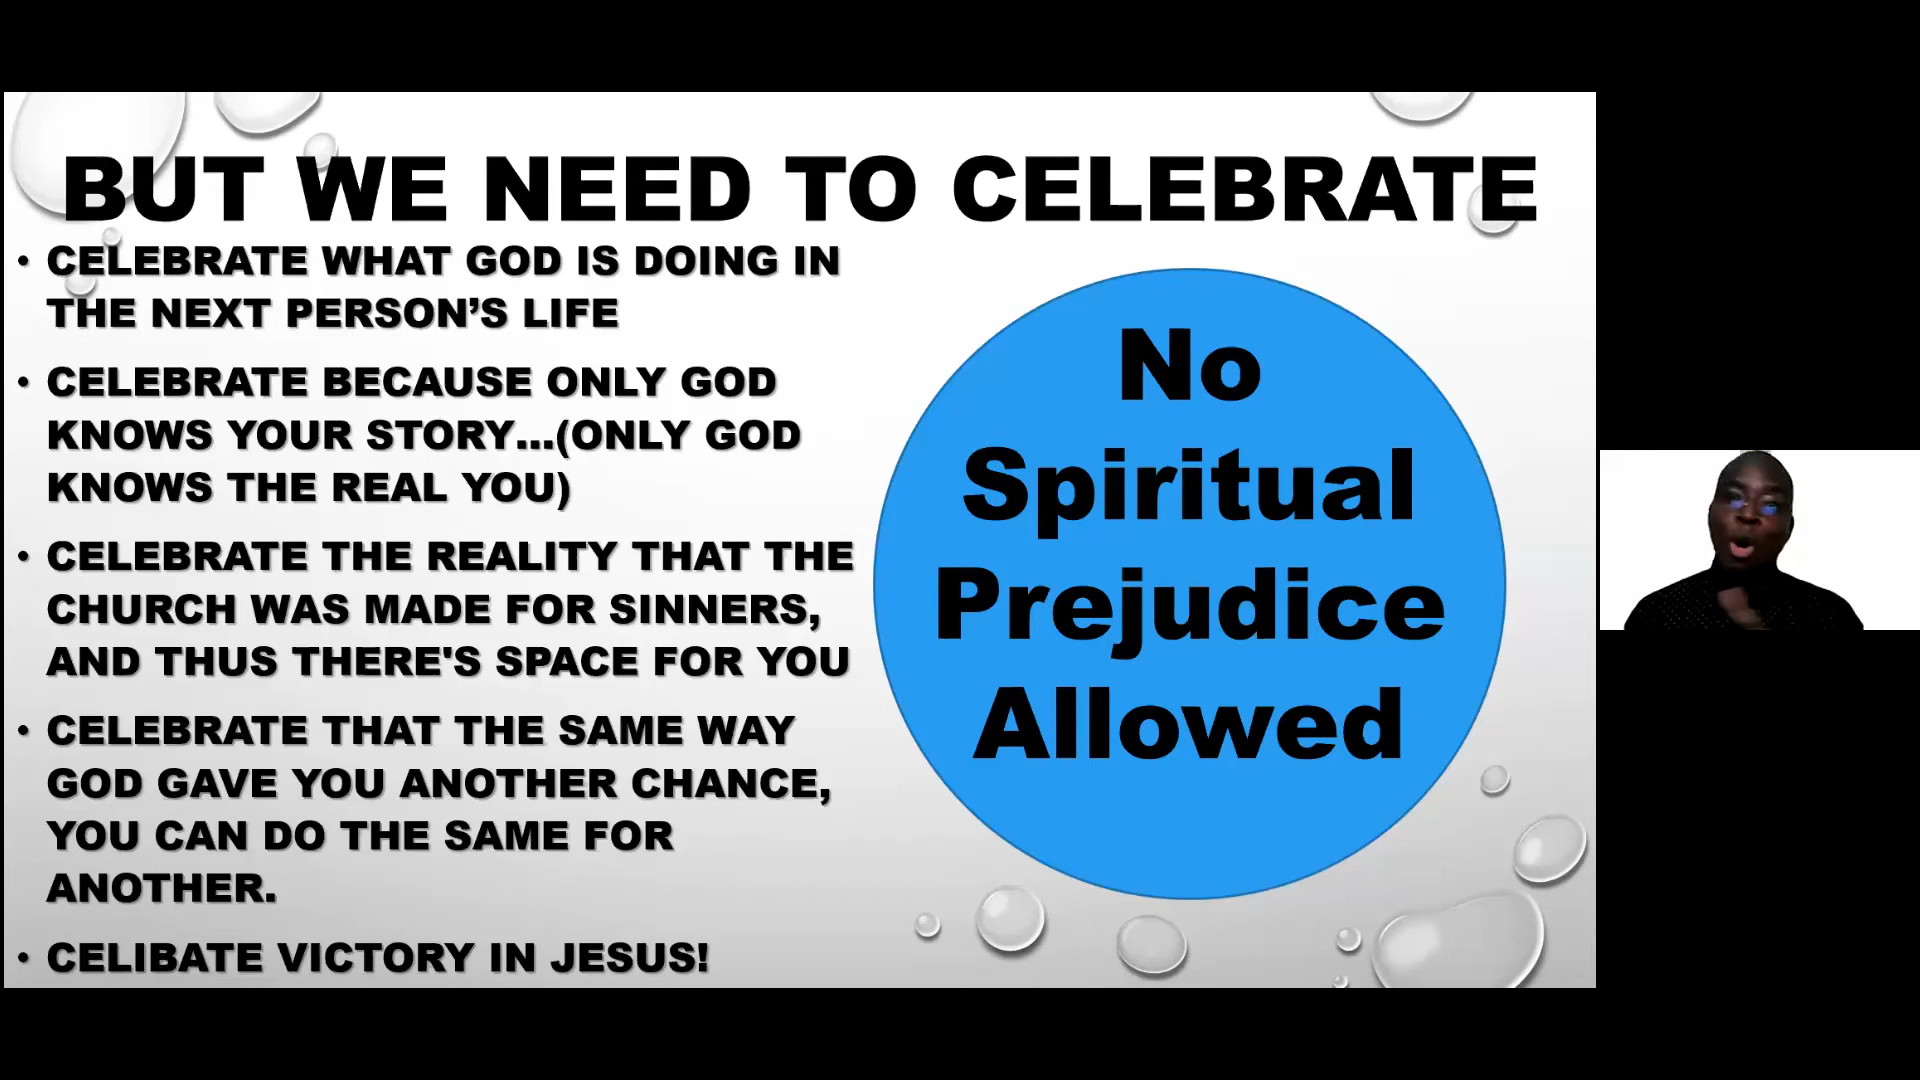 BUT WE NEED TO CELEBRATE
• CELEBRATE WHAT GOD IS DOING IN
THE NEXT PERSON’S LIFE
• CELEBRATE BECAUSE ONLY GOD
KNOWS YOUR STORY…(ONLY GOD
KNOWS THE REAL YOU)
• CELEBRATE THE REALITY THAT THE
CHURCH WAS MADE FOR SINNERS,
AND THUS THERE'S SPACE FOR YOU
• CELEBRATE THAT THE SAME WAY
GOD GAVE YOU ANOTHER CHANCE,
YOU CAN DO THE SAME FOR
ANOTHER.
• CELIBATE VICTORY IN JESUS!
No
Spiritual
Prejudice
Allowed